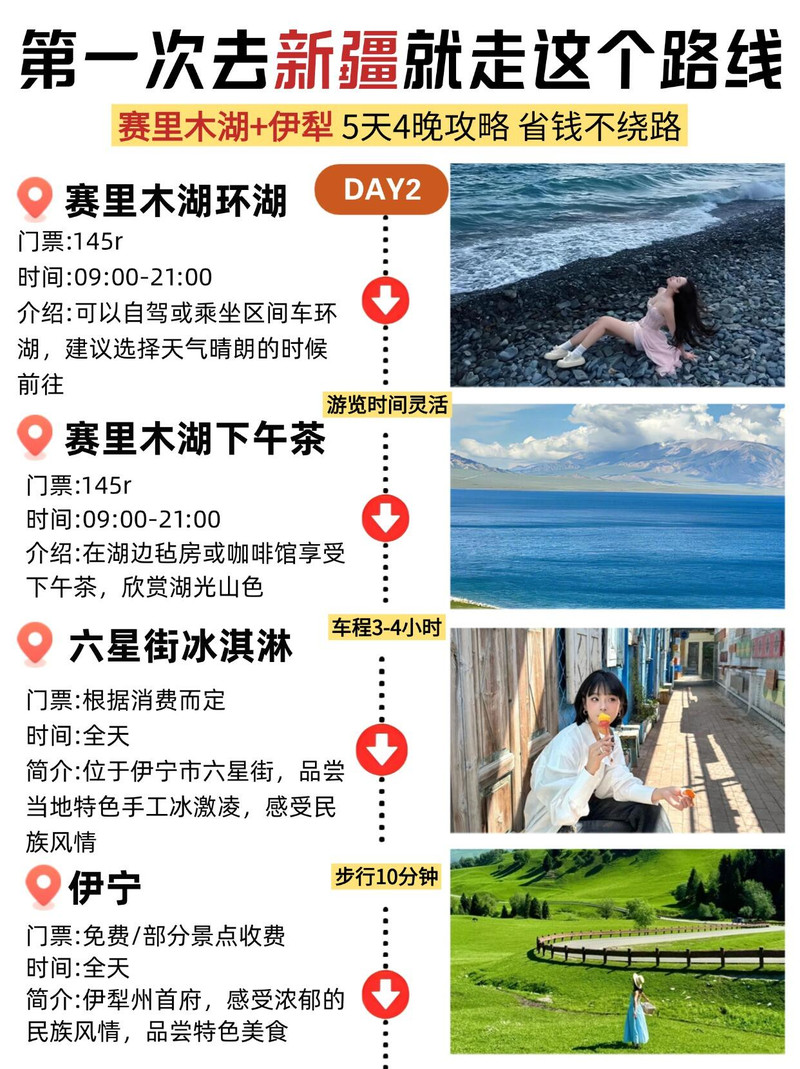 第一次去新疆就走这个路线
赛里木湖+伊犁 5天4晚攻略 省钱不绕路
DAY2
赛里木湖环湖
门票:145r
时间:09:00-21:00
介绍:可以自驾或乘坐区间车环
湖，建议选择天气晴朗的时候
前往
游览时间灵活
赛里木湖下午茶
门票:145r
时间:09:00-21:00
介绍:在湖边毡房或咖啡馆享受
下午茶，欣赏湖光山色
车程3-4小时
六星街冰淇淋
门票:根据消费而定
时间:全天
简介:位于伊宁市六星街，品尝
当地特色手工冰激凌，感受民
族风情
步行10分钟
伊宁
门票:免费/部分景点收费
时间:全天
简介:伊犁州首府，感受浓郁的
民族风情，品尝特色美食